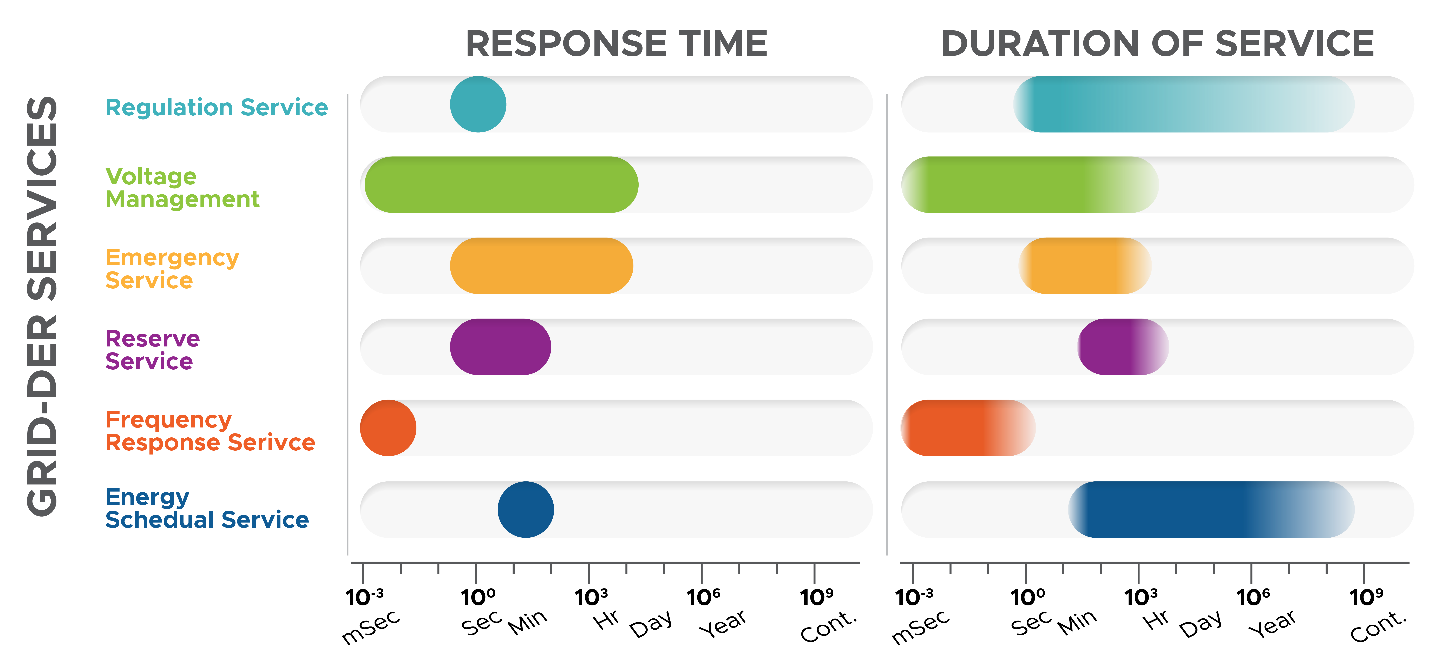 RESPONSE TIME
DURATION OF SERVICE
GRID-DER SERVICES
Regulation Service
Voltage
Management
Emergency
Service
Reserve
Service
Frequency
Response Serivce
Energy
Schedual Service
10-3 100 103 106 109
mSec Sec Min Hr Day Year Cont.
10-3 100 103 106 109
mSec Sec Min Hr Day Year Cont.